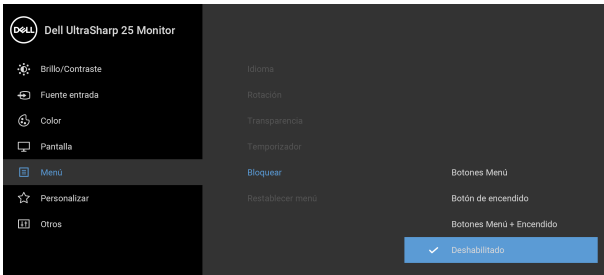 DELL
Dell UltraSharp 25 Monitor
Brillo/Contraste
Fuente entrada
Color
Pantalla
Menú
Personalizar
Otros
Idioma
Rotación
Transparencia
Temporizador
Bloquear
Restablecer menú
Botones Menú
Botón de encendido
Botones Menú + Encendido
Deshabilitado